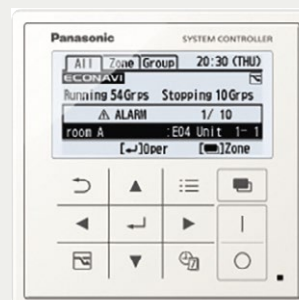 Panasonic SYSTEM CONTROLLER
All Zone Group 20:30 (THU)
ECONAVI
Running 54Grps Stopping 10Grps
⚠ ALARM 1/ 10
room A :E04 Unit 1- 1
[↵]Oper [▣]Zone